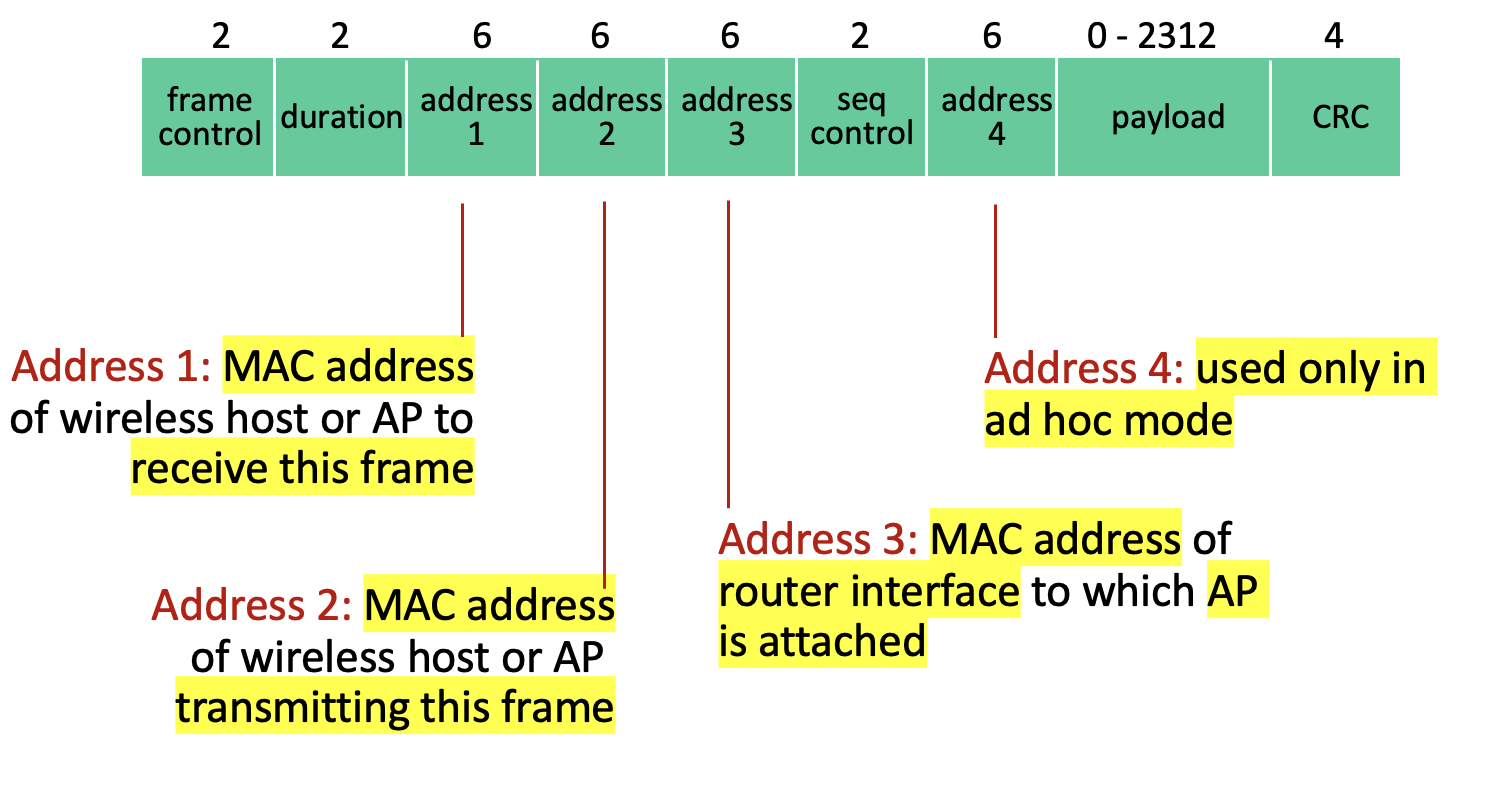 2 2 6 6 6 2 6 0 - 2312 4
frame control duration address 1 address 2 address 3 seq control address 4 payload CRC
Address 1: MAC address
of wireless host or AP to
receive this frame
Address 2: MAC address
of wireless host or AP
transmitting this frame
Address 3: MAC address of
router interface to which AP
is attached
Address 4: used only in
ad hoc mode